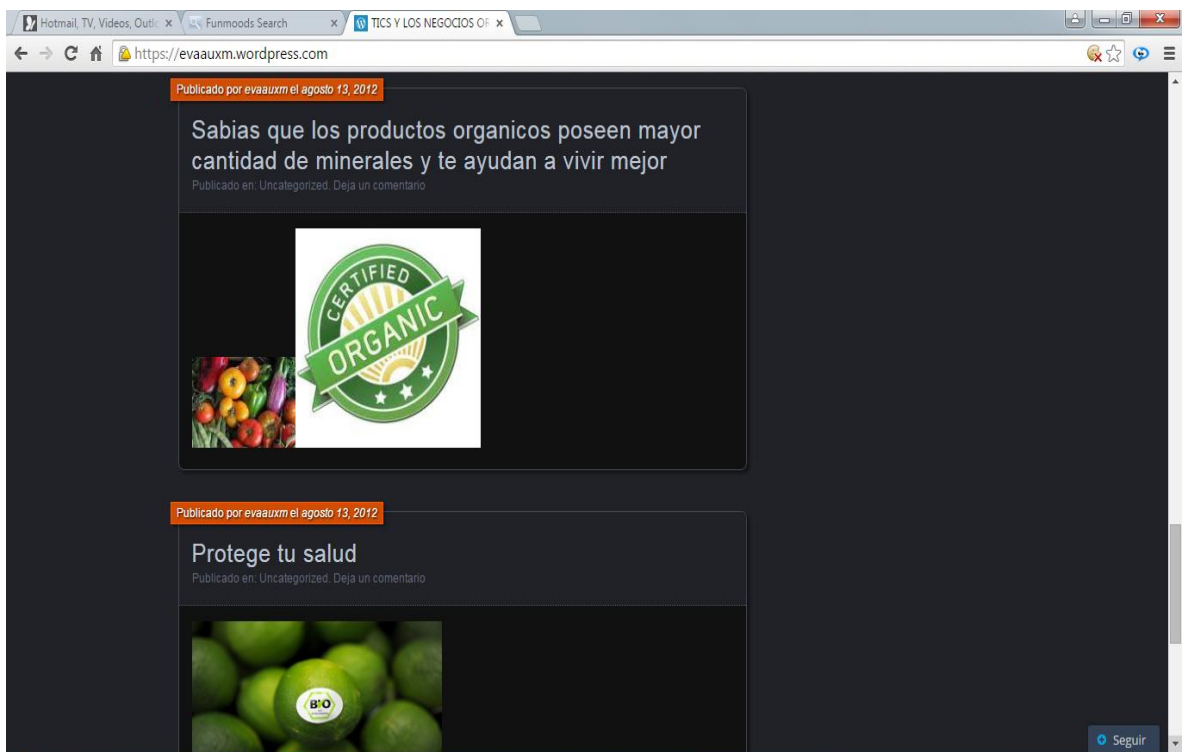 Hotmail, TV, Videos, Outlo
Funmoods Search
TICS Y LOS NEGOCIOS OR
https://evaauxm.wordpress.com
Publicado por evaauxm el agosto 13, 2012
Sabias que los productos organicos poseen mayor
cantidad de minerales y te ayudan a vivir mejor
Publicado en: Uncategorized. Deja un comentario
CERTIFIED
ORGANIC
Publicado por evaauxm el agosto 13, 2012
Protege tu salud
Publicado en: Uncategorized. Deja un comentario
BIO
Seguir